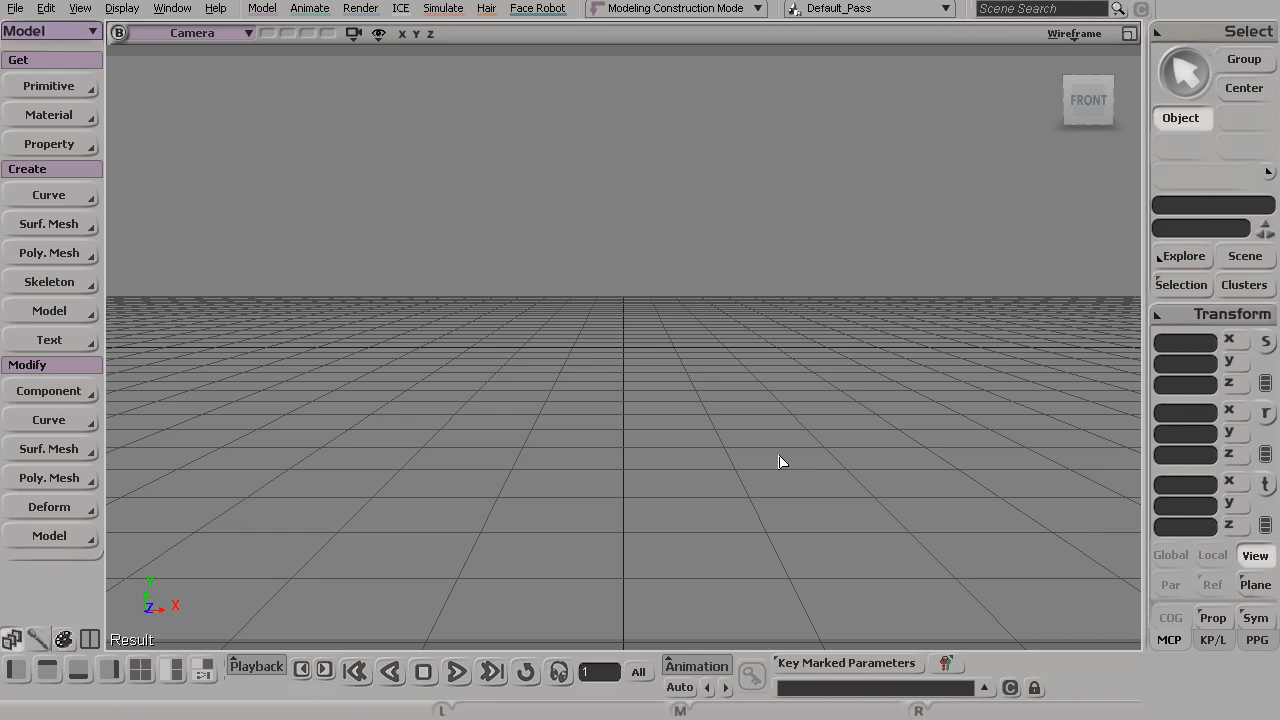 File Edit View Display Window Help Model Animate Render ICE Simulate Hair Face Robot Modeling Construction Mode Default_Pass Scene Search C
Model
B Camera X Y Z Wireframe
Select
Get
Primitive
Material
Property
Create
Curve
Surf. Mesh
Poly. Mesh
Skeleton
Model
Text
Modify
Component
Curve
Surf. Mesh
Poly. Mesh
Deform
Model
FRONT
Y
Z X
Result
Group
Center
Object
Explore Scene
Selection Clusters
Transform
x s
y
z
x r
y
z
x t
y
z
Global Local View
Par Ref Plane
COG Prop Sym
MCP KP/L PPG
Playback 1 All
Animation
Auto
Key Marked Parameters
C
L M R